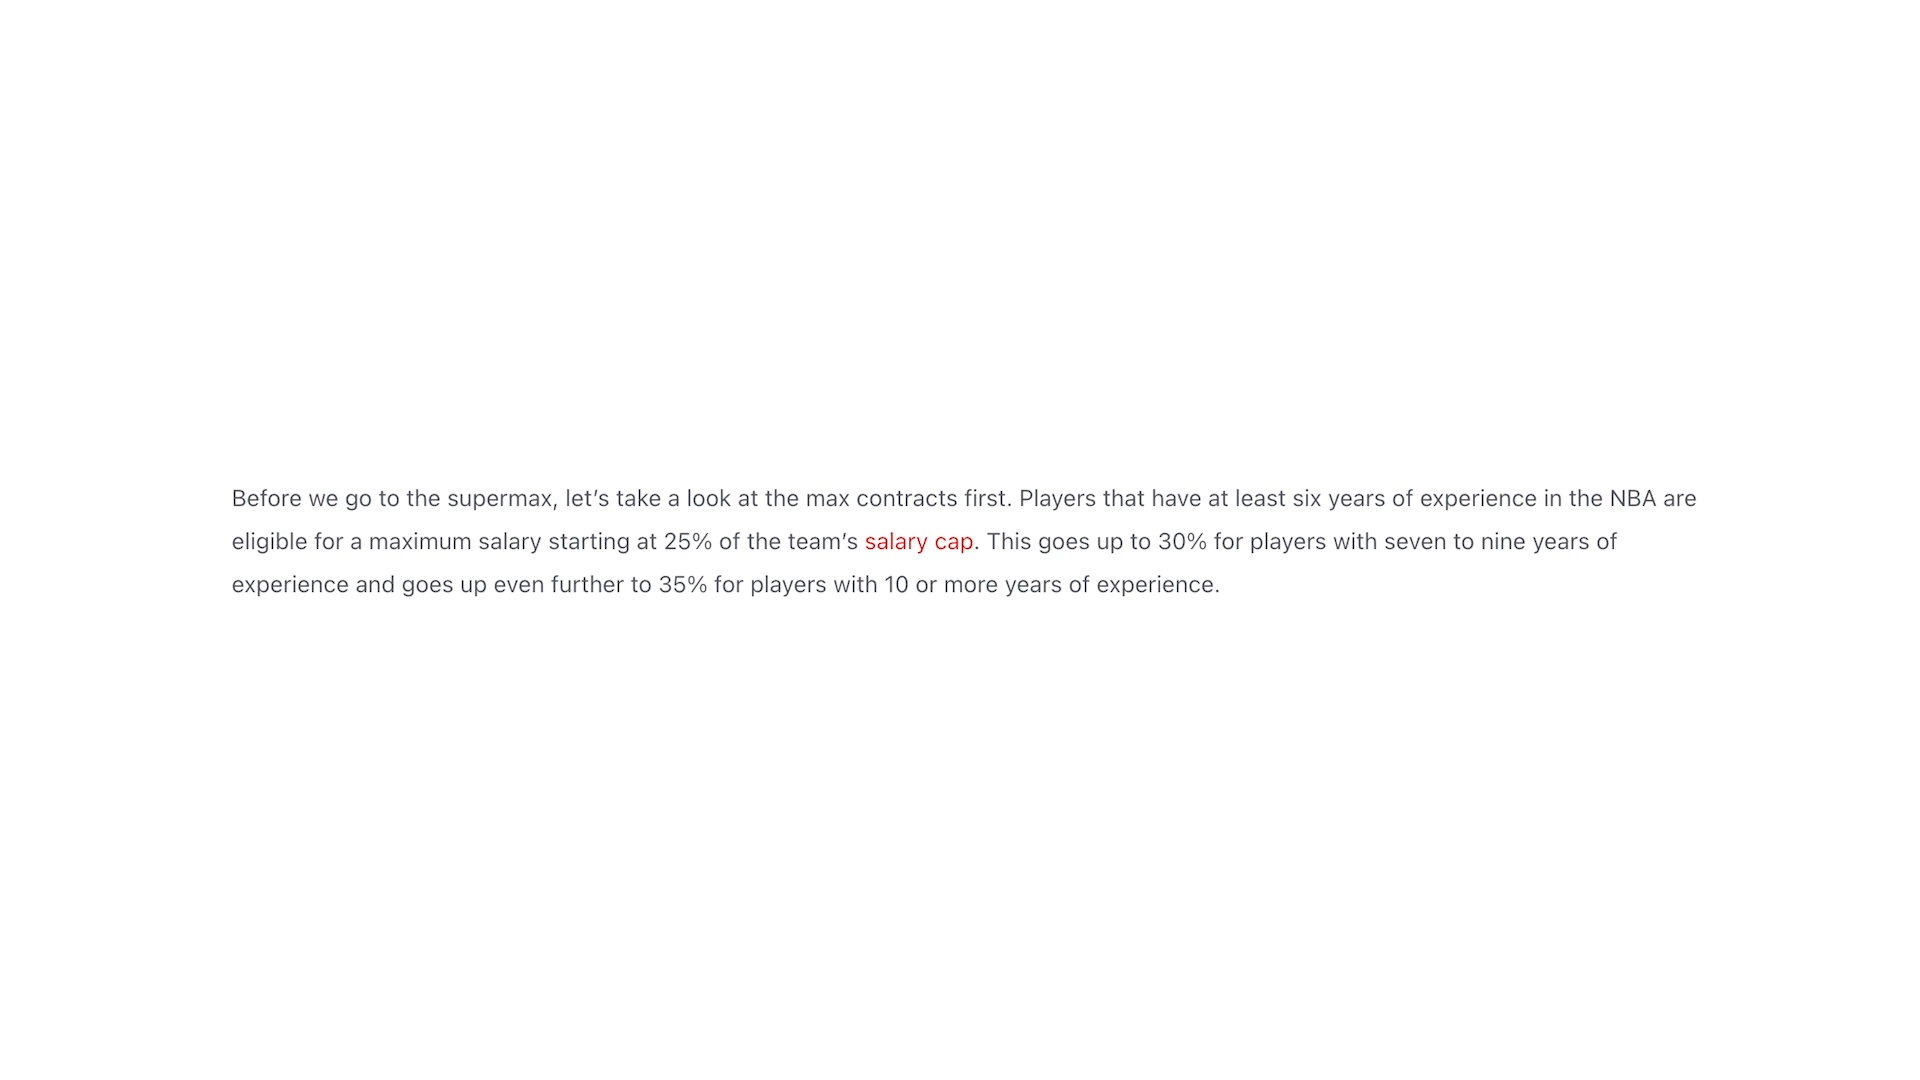 Before we go to the supermax, let’s take a look at the max contracts first. Players that have at least six years of experience in the NBA are
eligible for a maximum salary starting at 25% of the team’s salary cap. This goes up to 30% for players with seven to nine years of
experience and goes up even further to 35% for players with 10 or more years of experience.